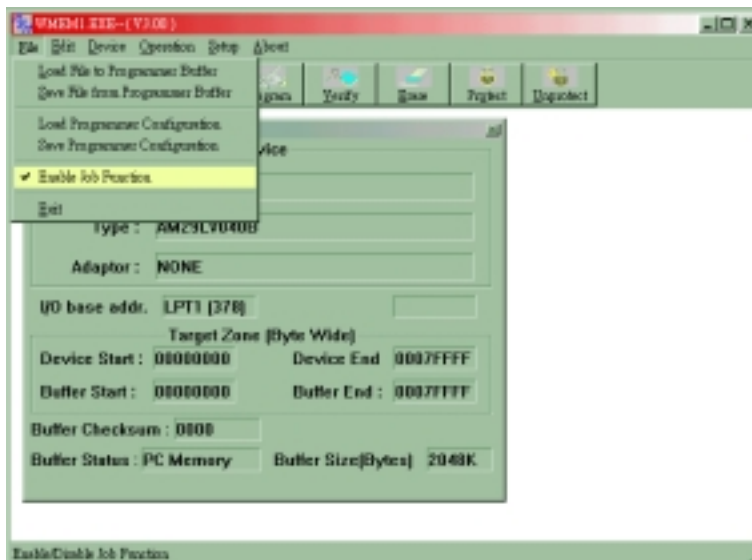 WMEM1.EXE--( V3.00 )
File Edit Device Operation Setup About
Load File to Programmer Buffer
Save File from Programmer Buffer
Verify Erase Protect Unprotect
Load Programmer Configuration
Save Programmer Configuration
✔ Enable Job Function
Exit
Type : AM29LV040B
Adaptor : NONE
I/O base addr. LPT1 (378)
Target Zone (Byte Wide)
Device Start : 00000000 Device End 0007FFFF
Buffer Start : 00000000 Buffer End : 0007FFFF
Buffer Checksum : 0000
Buffer Status : PC Memory Buffer Size(Bytes) 2048K
Enable/Disable Job Function